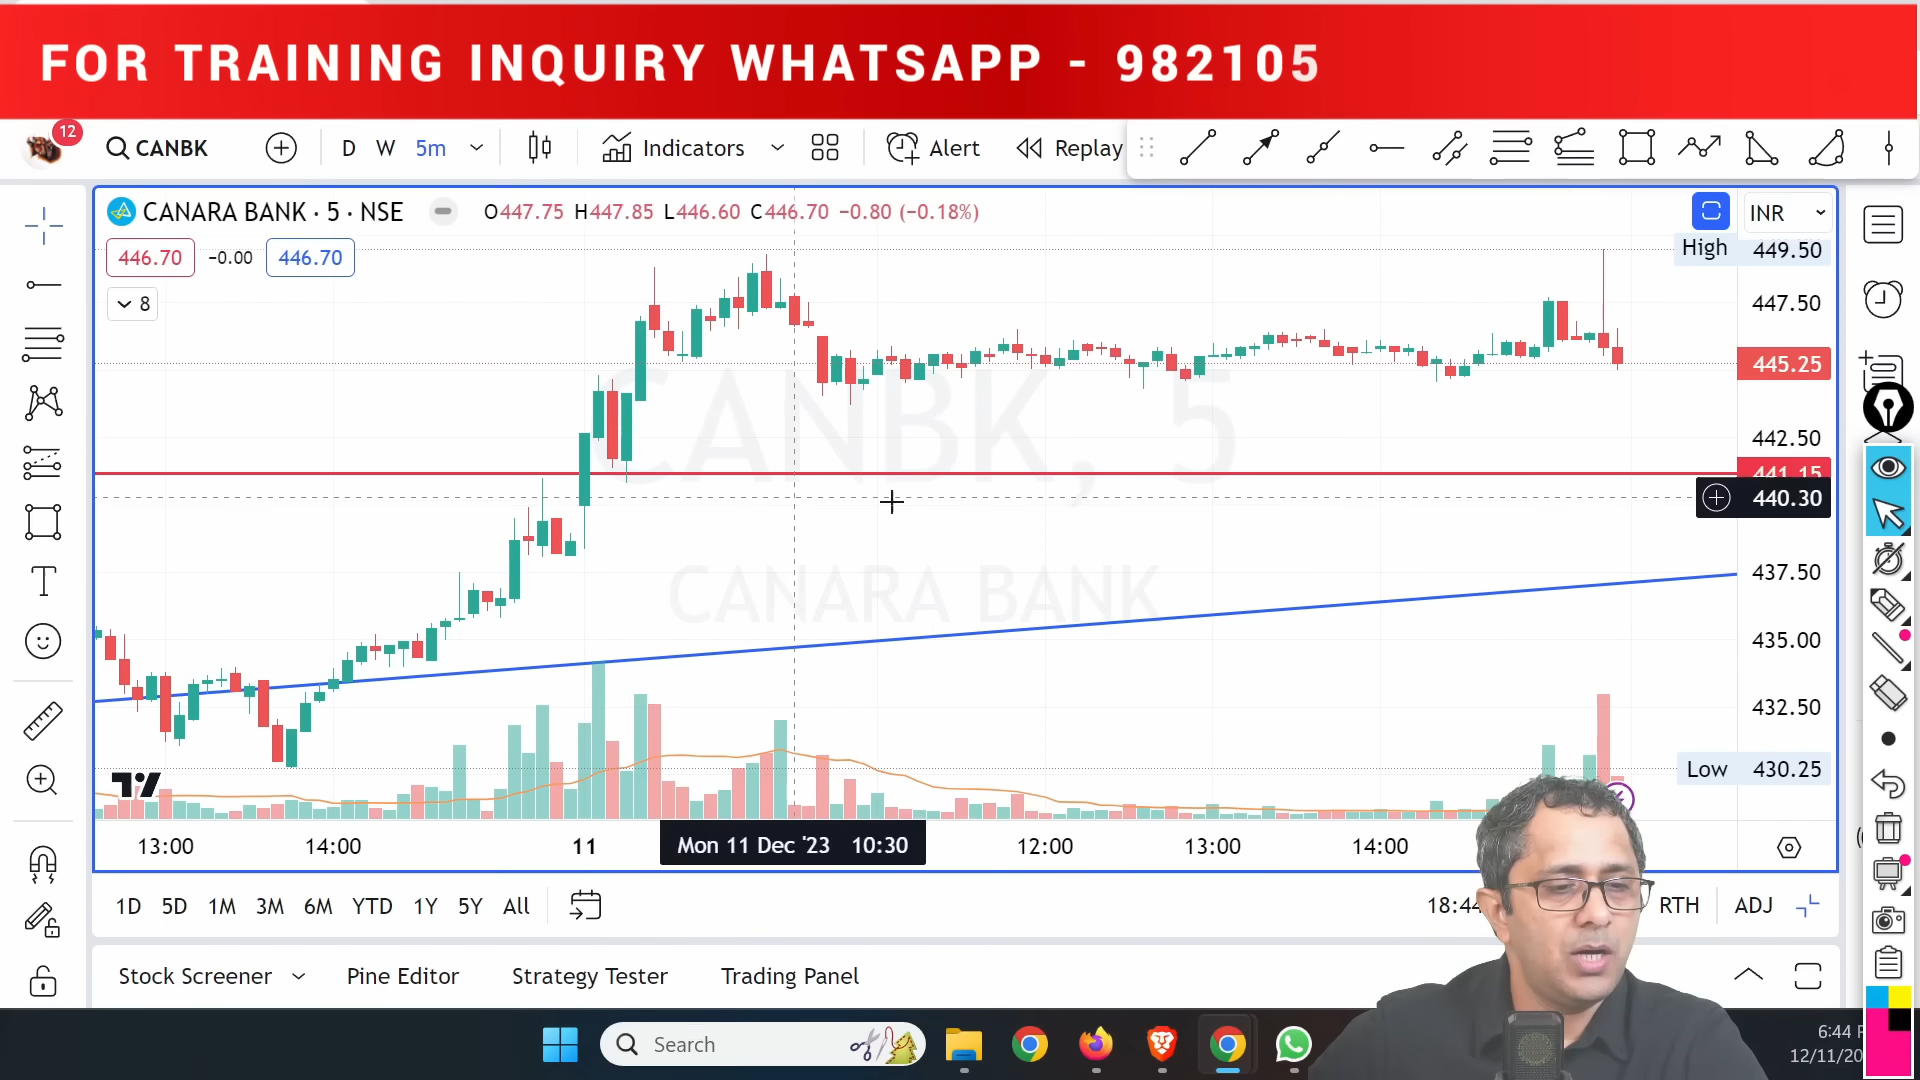 FOR TRAINING INQUIRY WHATSAPP - 982105
12
CANBK
D W 5m
Indicators
Alert
Replay
CANARA BANK · 5 · NSE
O447.75 H447.85 L446.60 C446.70 −0.80 (−0.18%)
INR
446.70 −0.00 446.70
8
High 449.50
447.50
445.25
442.50
441.15
440.30
437.50
435.00
432.50
Low 430.25
CANBK, 5
CANARA BANK
13:00 14:00 11 Mon 11 Dec '23 10:30 12:00 13:00 14:00
1D 5D 1M 3M 6M YTD 1Y 5Y All
18:44
RTH ADJ
Stock Screener Pine Editor Strategy Tester Trading Panel
Search
6:44
12/11/20